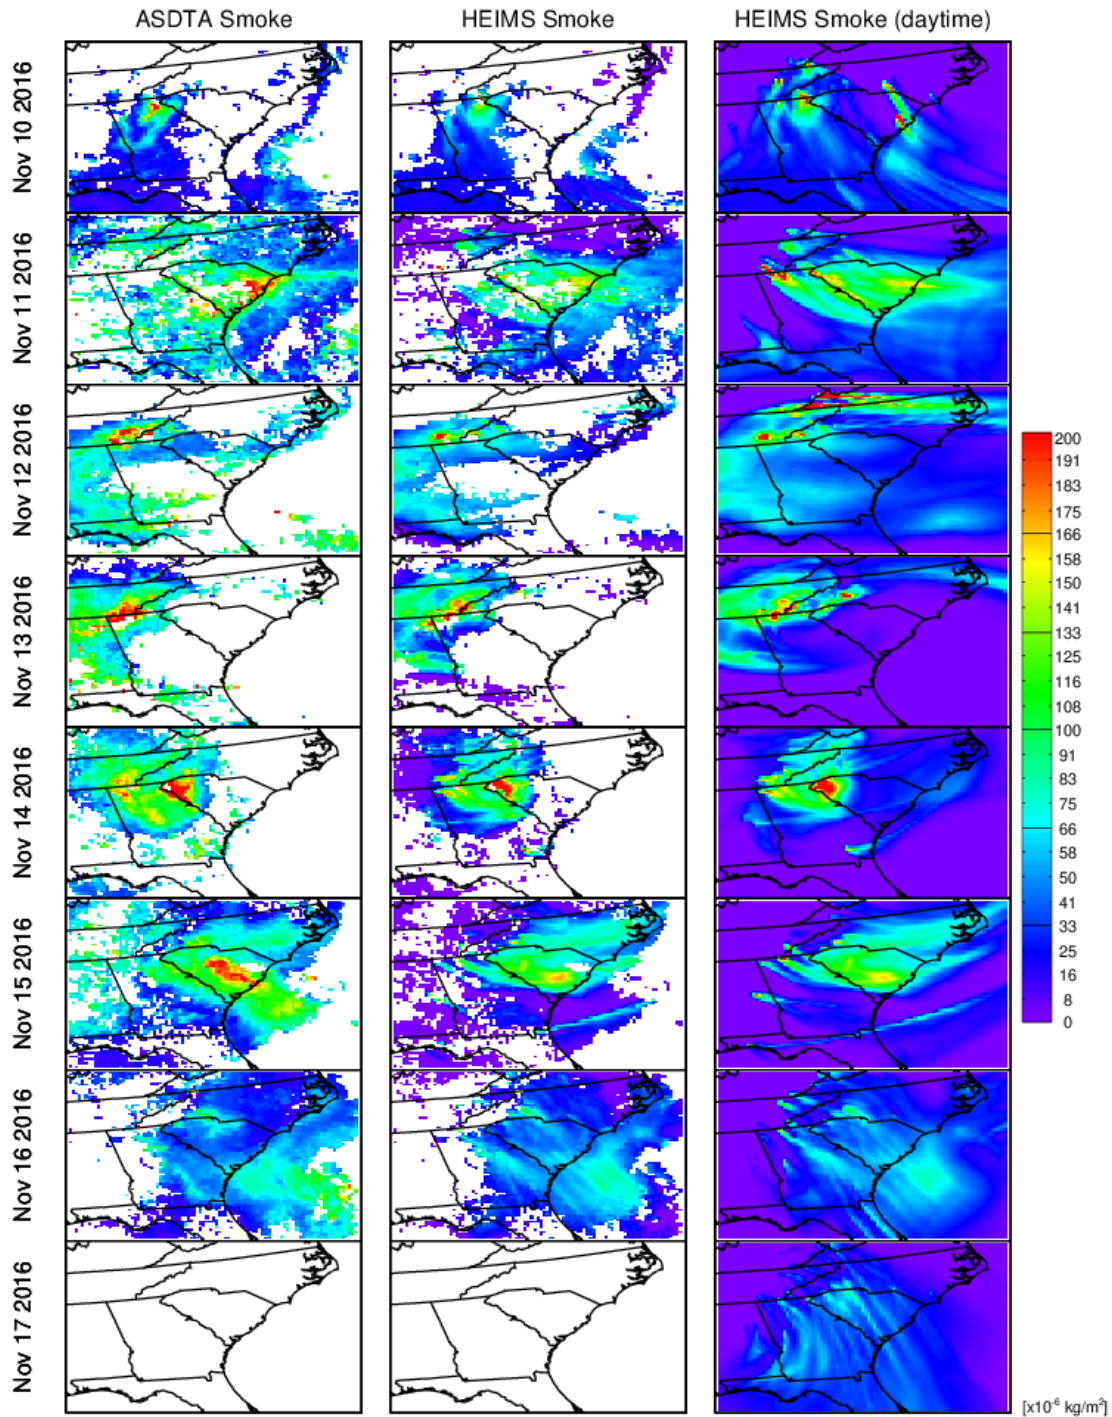 ASDTA Smoke
HEIMS Smoke
HEIMS Smoke (daytime)
Nov 10 2016
Nov 11 2016
Nov 12 2016
Nov 13 2016
Nov 14 2016
Nov 15 2016
Nov 16 2016
Nov 17 2016
200
191
183
175
166
158
150
141
133
125
116
108
100
91
83
75
66
58
50
41
33
25
16
8
0
[x10⁻⁶ kg/m²]